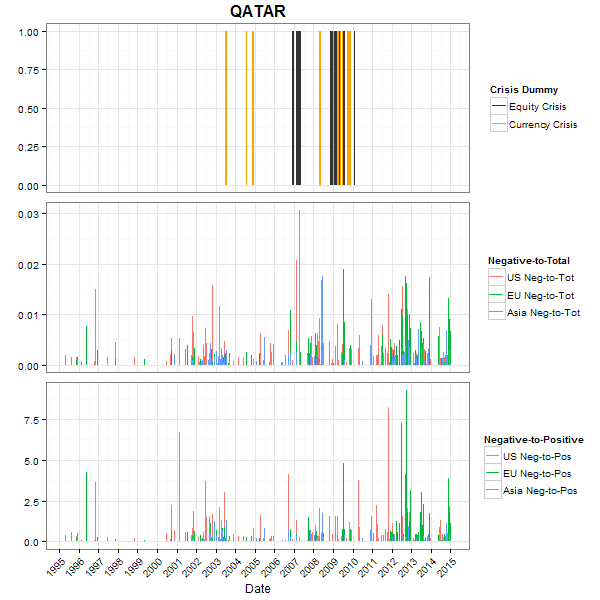 QATAR
1.00
0.75
0.50
0.25
0.00
Crisis Dummy
Equity Crisis
Currency Crisis
0.03
0.02
0.01
0.00
Negative-to-Total
US Neg-to-Tot
EU Neg-to-Tot
Asia Neg-to-Tot
7.5
5.0
2.5
0.0
Negative-to-Positive
US Neg-to-Pos
EU Neg-to-Pos
Asia Neg-to-Pos
1995 1996 1997 1998 1999 2000 2001 2002 2003 2004 2005 2006 2007 2008 2009 2010 2011 2012 2013 2014 2015
Date